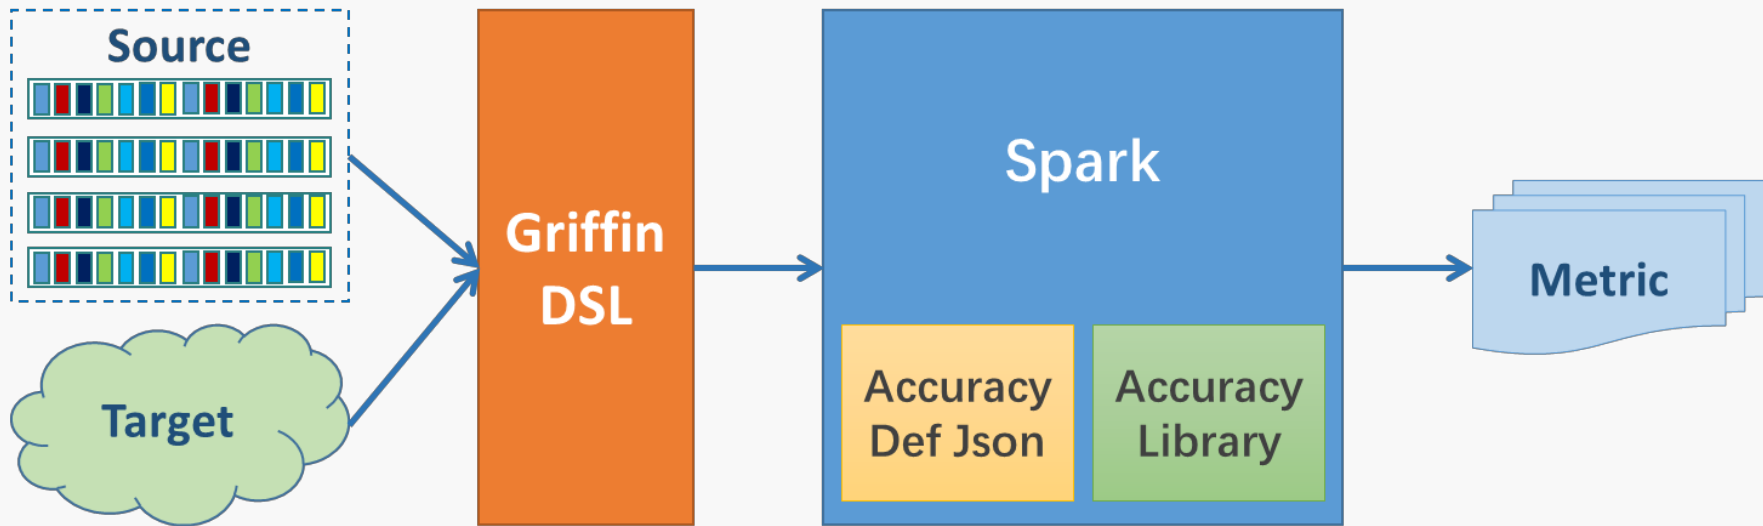 Source
Target
Griffin
DSL
Spark
Accuracy
Def Json
Accuracy
Library
Metric